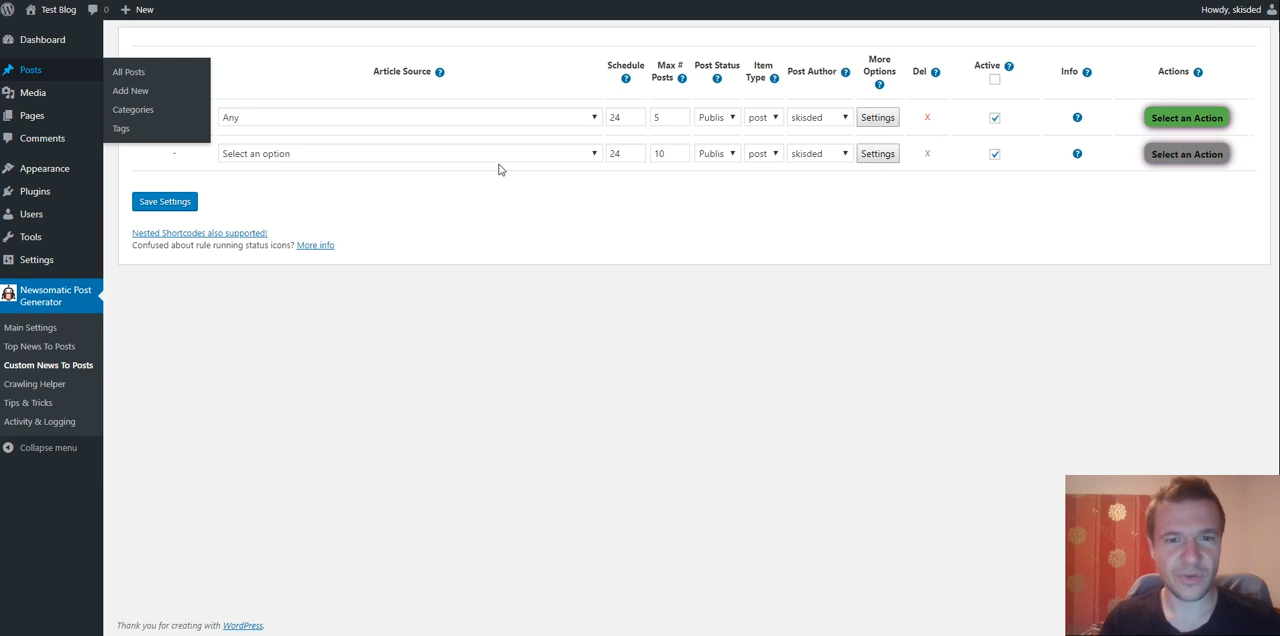 Test Blog 0 New Howdy, skisded
Dashboard
Posts
Media
Pages
Comments
Appearance
Plugins
Users
Tools
Settings
Newsomatic Post
Generator
Main Settings
Top News To Posts
Custom News To Posts
Crawling Helper
Tips & Tricks
Activity & Logging
Collapse menu
All Posts
Add New
Categories
Tags
Article Source ? Schedule ? Max # Posts ? Post Status ? Item Type ? Post Author ? More Options ? Del ? Active ? Info ? Actions ?
Any 24 5 Publis post skisded Settings X ? Select an Action
- Select an option 24 10 Publis post skisded Settings X ? Select an Action
Save Settings
Nested Shortcodes also supported!
Confused about rule running status icons? More info
Thank you for creating with WordPress.